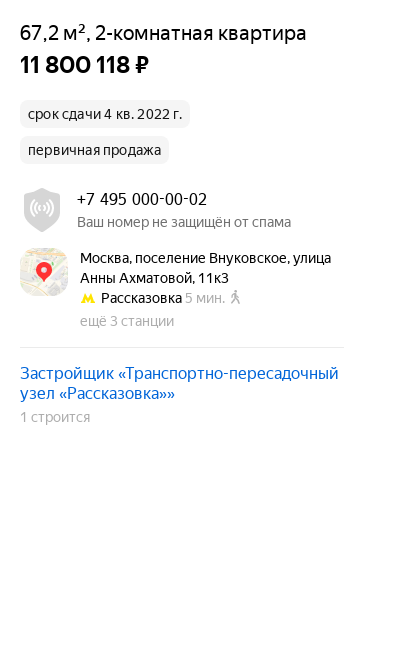 67,2 м², 2-комнатная квартира
11 800 118 ₽
срок сдачи 4 кв. 2022 г.
первичная продажа
+7 495 000-00-02
Ваш номер не защищён от спама
Москва, поселение Внуковское, улица
Анны Ахматовой, 11к3
Рассказовка 5 мин.
ещё 3 станции
Застройщик «Транспортно-пересадочный
узел «Рассказовка»»
1 строится